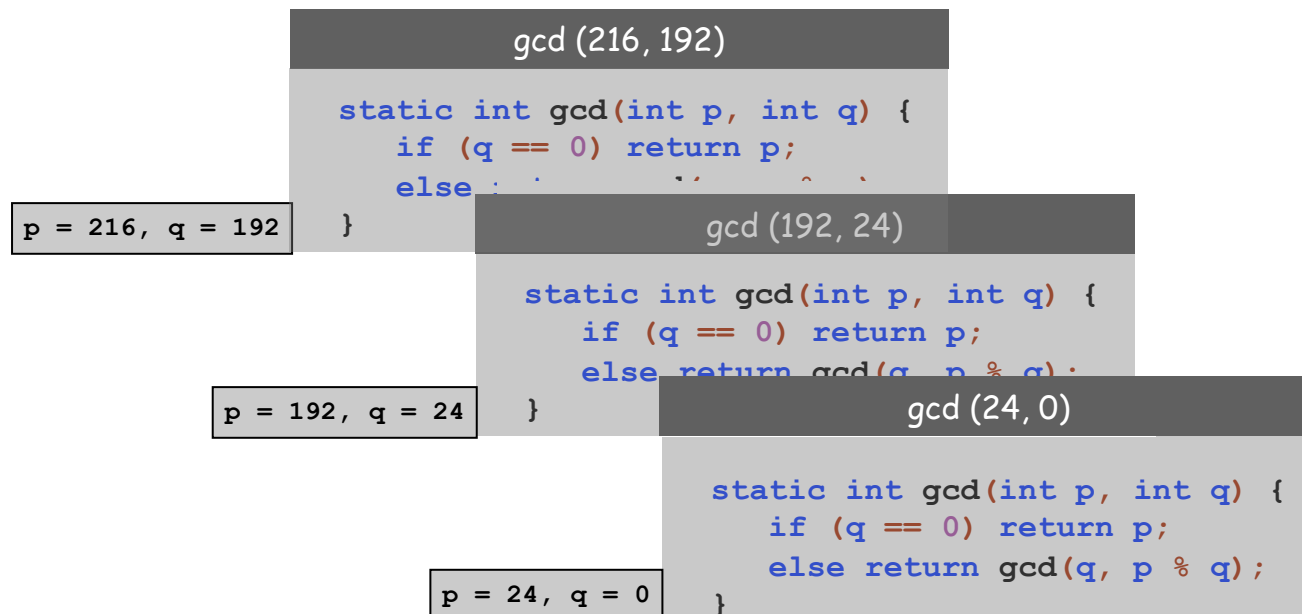 gcd (216, 192)
static int gcd(int p, int q) {
if (q == 0) return p;
else
p = 216, q = 192
}
gcd (192, 24)
static int gcd(int p, int q) {
if (q == 0) return p;
else return gcd(q, p % q);
p = 192, q = 24
}
gcd (24, 0)
static int gcd(int p, int q) {
if (q == 0) return p;
else return gcd(q, p % q);
p = 24, q = 0
}